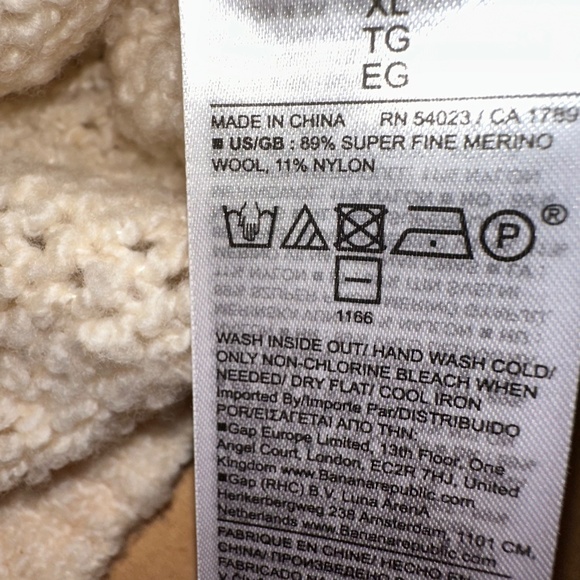 XL
TG
EG
MADE IN CHINA RN 54023 / CA 1789
■ US/GB : 89% SUPER FINE MERINO
WOOL, 11% NYLON
P ®
1166
WASH INSIDE OUT/ HAND WASH COLD/
ONLY NON-CHLORINE BLEACH WHEN
NEEDED/ DRY FLAT/ COOL IRON
Imported By/Importe Par/DISTRIBUIDO
POR/ΕΙΣΑΓΕΤΑΙ ΑΠΟ ΤΗΝ:
■Gap Europe Limited, 13th Floor, One
Angel Court, London, EC2R 7HJ, United
Kingdom www.Bananarepublic.com
■Gap (RHC) B.V. Luna ArenA
Herikerbergweg 238 Amsterdam, 1101 CM,
Netherlands www.Bananarepublic.com
FABRIQUE EN CHINE/ HECHO
CHINA/
FABRICADO